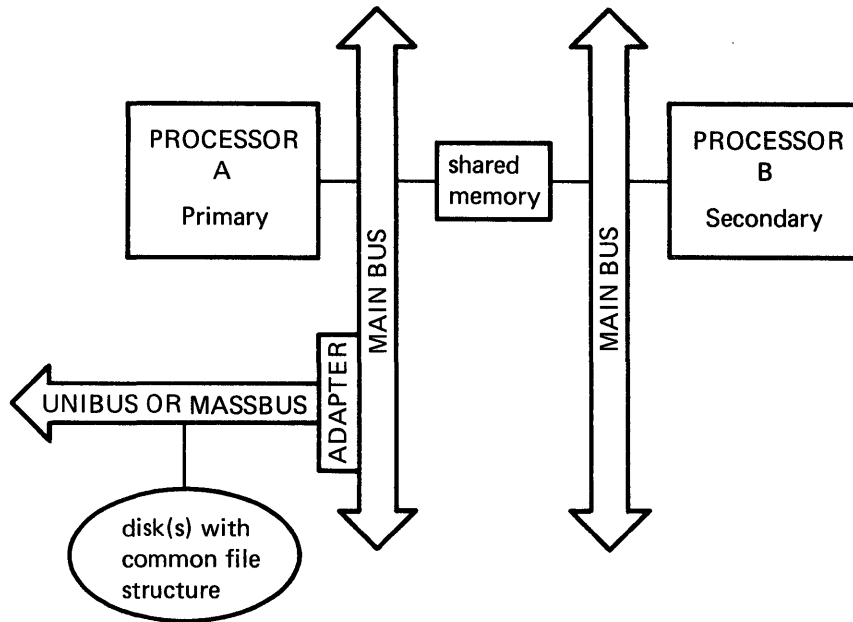 PROCESSOR
A
Primary
shared
memory
PROCESSOR
B
Secondary
MAIN BUS
MAIN BUS
ADAPTER
UNIBUS OR MASSBUS
disk(s) with
common file
structure